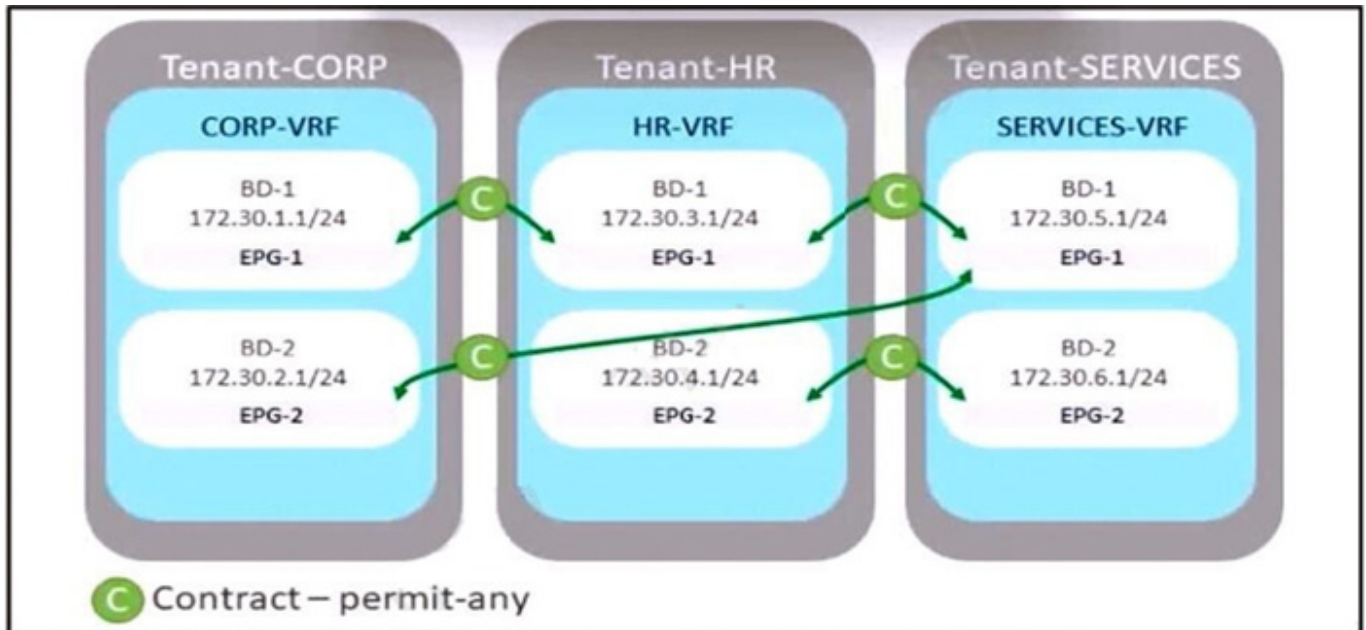 Tenant-CORP
CORP-VRF
BD-1
172.30.1.1/24
EPG-1
BD-2
172.30.2.1/24
EPG-2
Tenant-HR
HR-VRF
BD-1
172.30.3.1/24
EPG-1
BD-2
172.30.4.1/24
EPG-2
Tenant-SERVICES
SERVICES-VRF
BD-1
172.30.5.1/24
EPG-1
BD-2
172.30.6.1/24
EPG-2
C
C
C
C
C Contract – permit-any